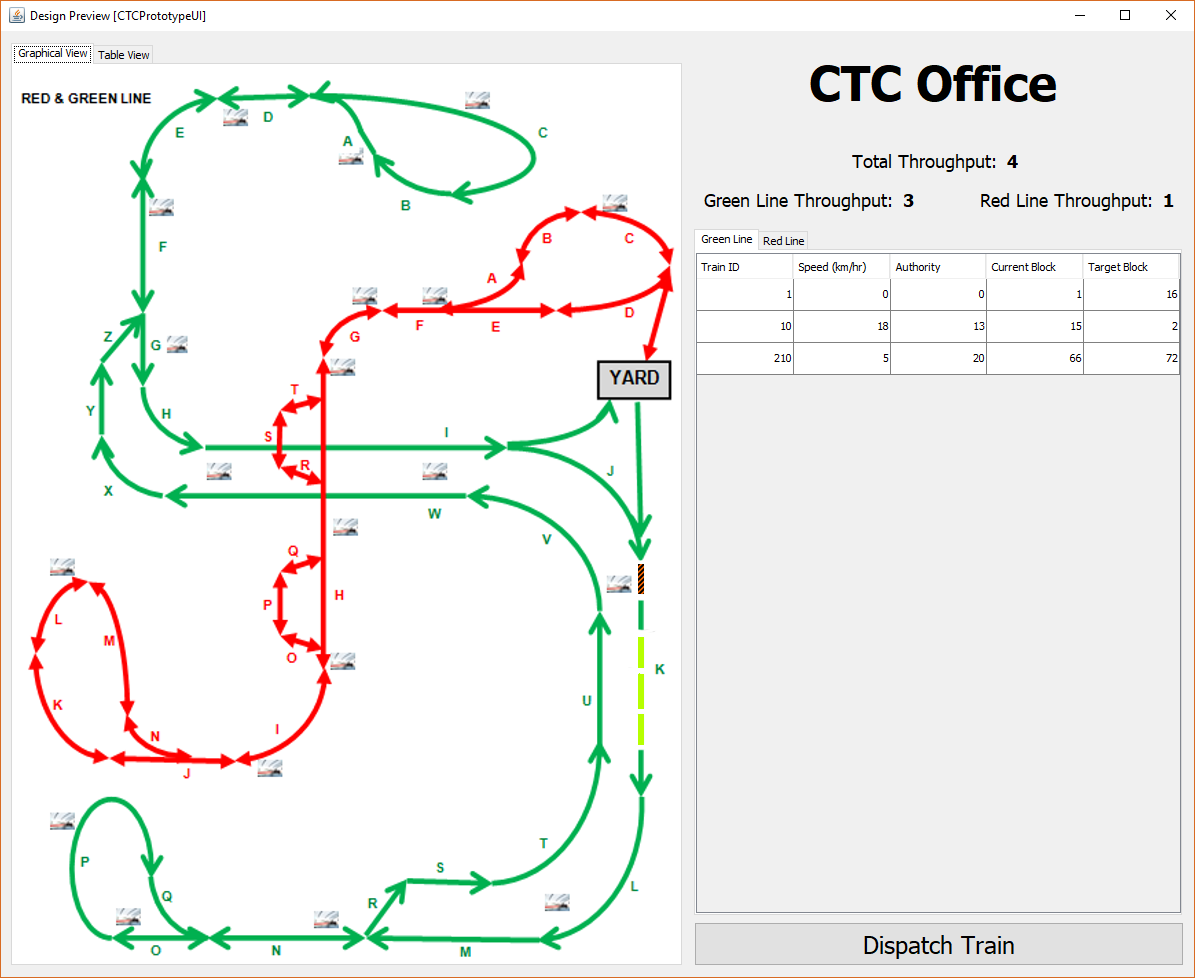 Design Preview [CTCPrototypeUI]
Graphical View Table View
RED & GREEN LINE
E
D
A
C
B
F
Z
G
H
Y
X
I
W
J
V
K
U
T
S
R
L
M
N
O
P
Q
A
B
C
D
E
F
G
T
S
R
Q
P
O
H
I
J
K
L
M
N
YARD
CTC Office
Total Throughput: 4
Green Line Throughput: 3 Red Line Throughput: 1
Green Line Red Line
Train ID Speed (km/hr) Authority Current Block Target Block
1 0 0 1 16
10 18 13 15 2
210 5 20 66 72
Dispatch Train